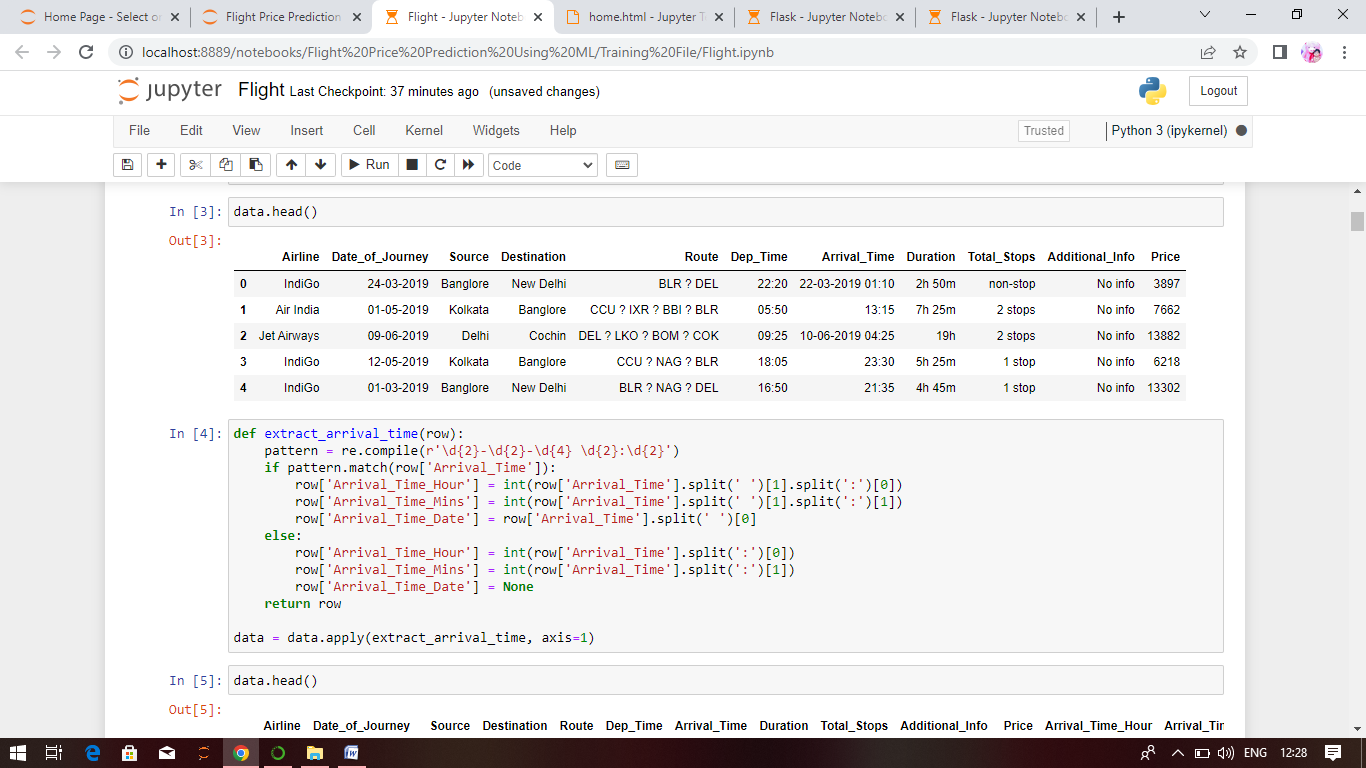 Home Page - Select or
Flight Price Prediction
Flight - Jupyter Noteb
home.html - Jupyter T
Flask - Jupyter Notebo
Flask - Jupyter Notebo
localhost:8889/notebooks/Flight%20Price%20Prediction%20Using%20ML/Training%20File/Flight.ipynb
jupyter Flight Last Checkpoint: 37 minutes ago (unsaved changes) Logout
File Edit View Insert Cell Kernel Widgets Help Trusted Python 3 (ipykernel)
Run Code
In [3]: data.head()
Out[3]:
Airline Date_of_Journey Source Destination Route Dep_Time Arrival_Time Duration Total_Stops Additional_Info Price
0 IndiGo 24-03-2019 Banglore New Delhi BLR ? DEL 22:20 22-03-2019 01:10 2h 50m non-stop No info 3897
1 Air India 01-05-2019 Kolkata Banglore CCU ? IXR ? BBI ? BLR 05:50 13:15 7h 25m 2 stops No info 7662
2 Jet Airways 09-06-2019 Delhi Cochin DEL ? LKO ? BOM ? COK 09:25 10-06-2019 04:25 19h 2 stops No info 13882
3 IndiGo 12-05-2019 Kolkata Banglore CCU ? NAG ? BLR 18:05 23:30 5h 25m 1 stop No info 6218
4 IndiGo 01-03-2019 Banglore New Delhi BLR ? NAG ? DEL 16:50 21:35 4h 45m 1 stop No info 13302
In [4]: def extract_arrival_time(row):
    pattern = re.compile(r'\d{2}-\d{2}-\d{4} \d{2}:\d{2}')
    if pattern.match(row['Arrival_Time']):
        row['Arrival_Time_Hour'] = int(row['Arrival_Time'].split(' ')[1].split(':')[0])
        row['Arrival_Time_Mins'] = int(row['Arrival_Time'].split(' ')[1].split(':')[1])
        row['Arrival_Time_Date'] = row['Arrival_Time'].split(' ')[0]
    else:
        row['Arrival_Time_Hour'] = int(row['Arrival_Time'].split(':')[0])
        row['Arrival_Time_Mins'] = int(row['Arrival_Time'].split(':')[1])
        row['Arrival_Time_Date'] = None
    return row
data = data.apply(extract_arrival_time, axis=1)
In [5]: data.head()
Out[5]:
Airline Date_of_Journey Source Destination Route Dep_Time Arrival_Time Duration Total_Stops Additional_Info Price Arrival_Time_Hour Arrival_Tin
ENG 12:28